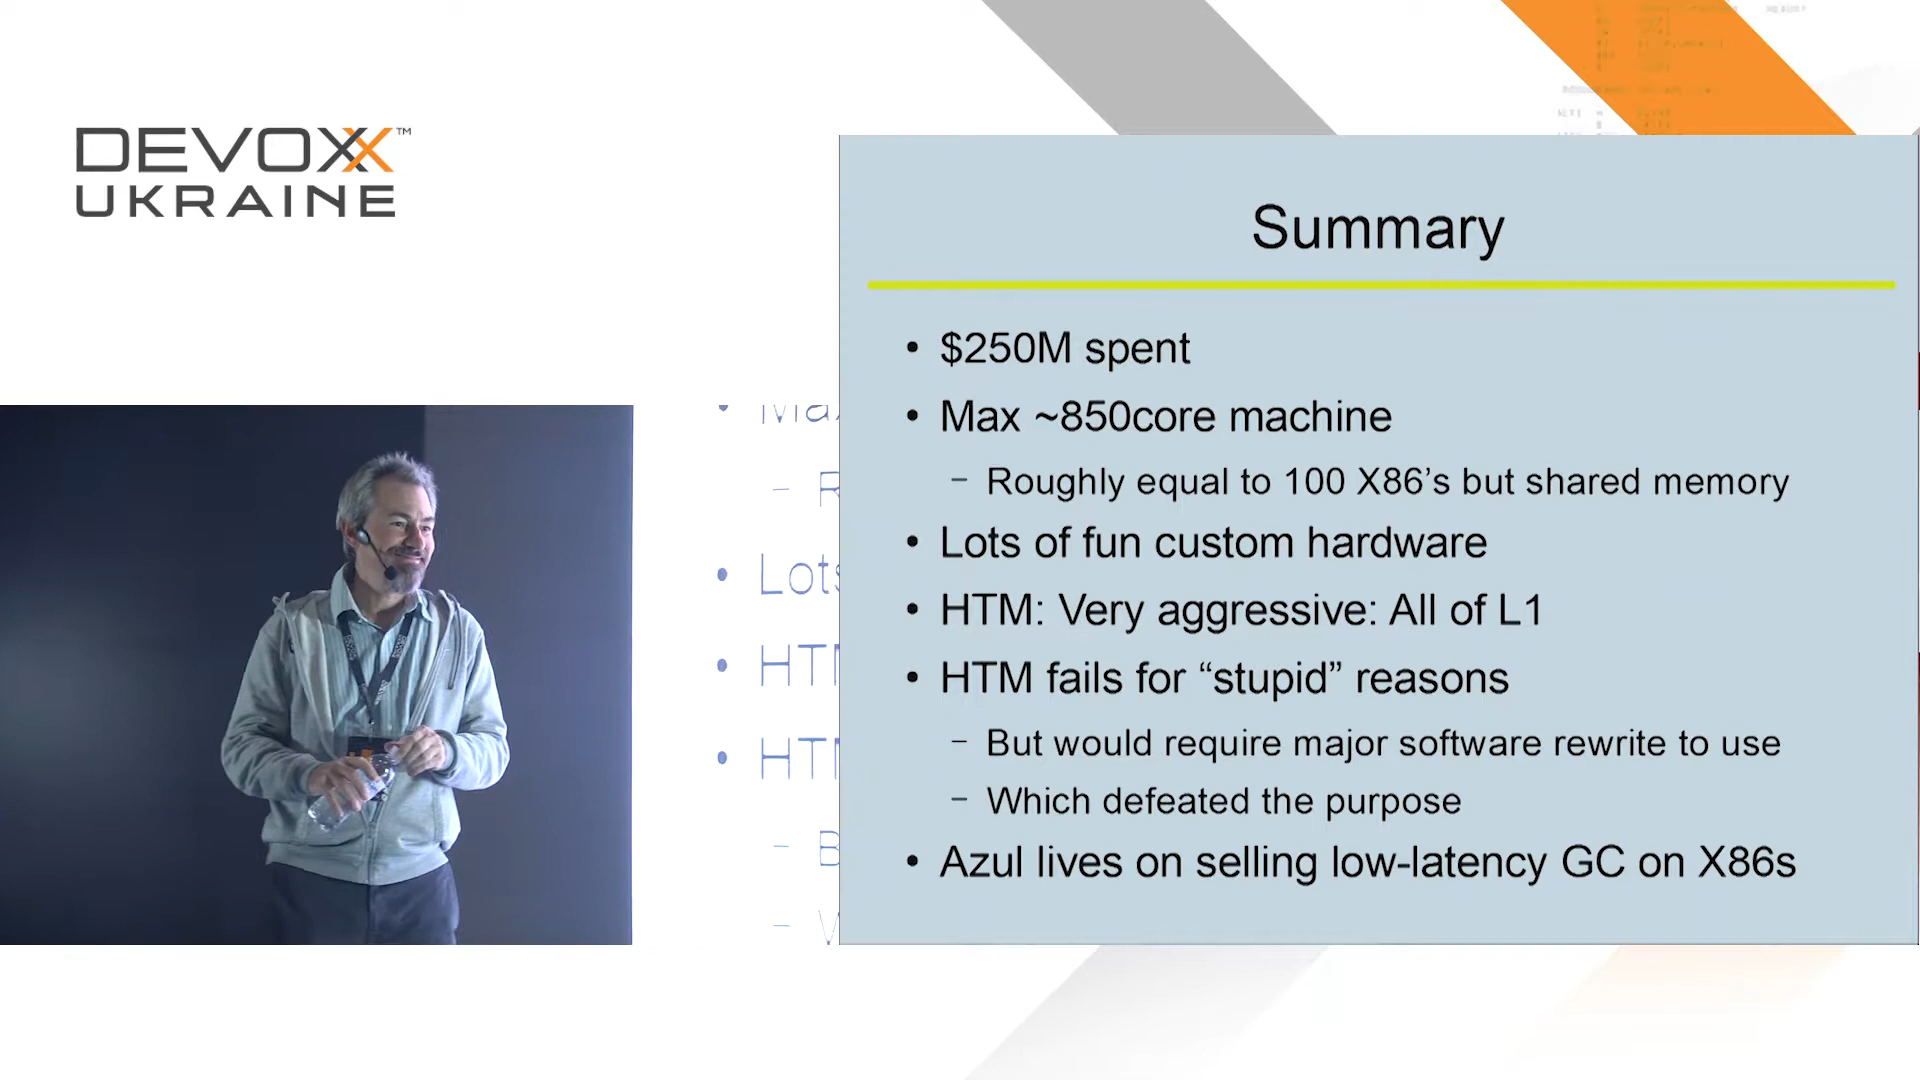 DEVOXX™
UKRAINE
Summary
• $250M spent
• Max ~850core machine
– Roughly equal to 100 X86’s but shared memory
• Lots of fun custom hardware
• HTM: Very aggressive: All of L1
• HTM fails for “stupid” reasons
– But would require major software rewrite to use
– Which defeated the purpose
• Azul lives on selling low-latency GC on X86s